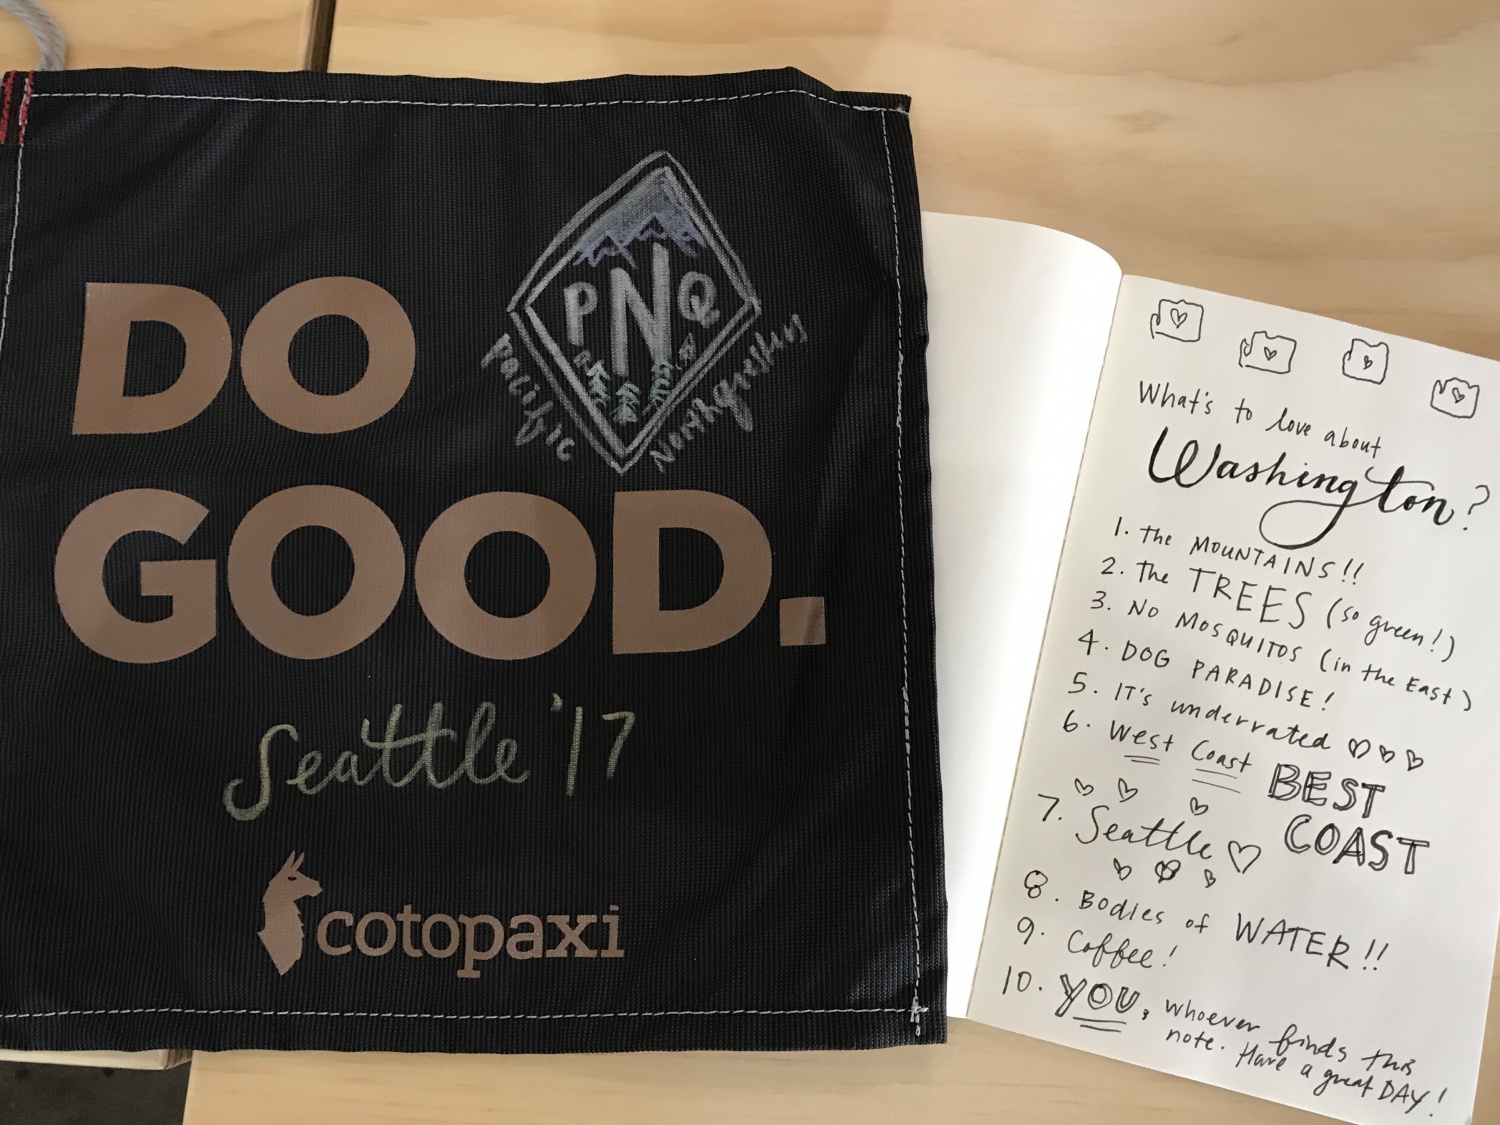 DO
GOOD.
PNQ
Pacific
Northquesters
Seattle '17
cotopaxi
What's to love about
Washington?
1. the MOUNTAINS!!
2. the TREES (so green!)
3. NO MOSQUITOS (in the East)
4. DOG PARADISE!
5. IT's underrated
6. West Coast BEST
COAST
7. Seattle
8. Bodies of WATER!!
9. Coffee!
10. YOU, whoever finds this
note. Have a great DAY!